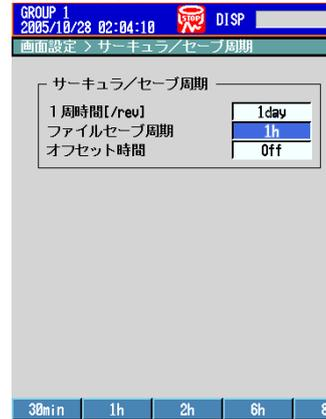 GROUP 1
2005/10/28 02:04:10
STOP
DISP
画面設定 > サーキュラ/セーブ周期
サーキュラ/セーブ周期
1周時間[/rev] 1day
ファイルセーブ周期 1h
オフセット時間 Off
30min 1h 2h 6h